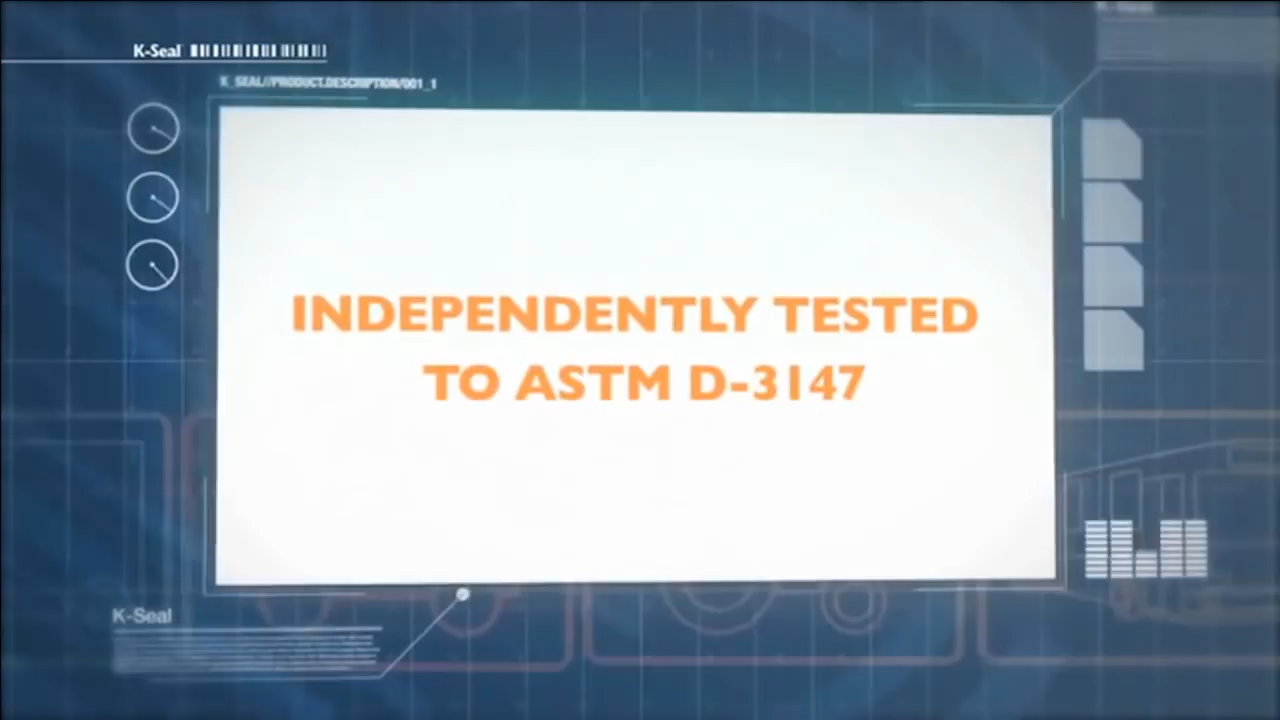 K-Seal
K_SEAL//PRODUCT.DESCRIPTION/001_1
INDEPENDENTLY TESTED
TO ASTM D-3147
K-Seal